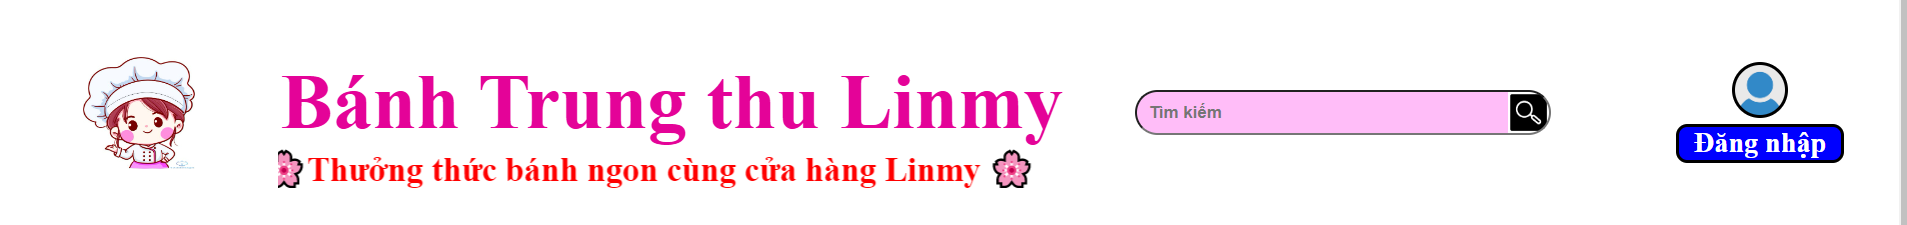 Bánh Trung thu Linmy
Thưởng thức bánh ngon cùng cửa hàng Linmy
Tìm kiếm
Đăng nhập